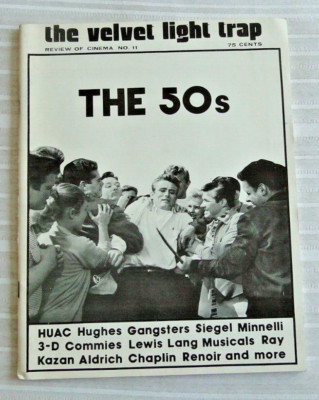 the velvet light trap
REVIEW OF CINEMA NO. 11 75 CENTS
THE 50s
HUAC Hughes Gangsters Siegel Minnelli
3-D Commies Lewis Lang Musicals Ray
Kazan Aldrich Chaplin Renoir and more